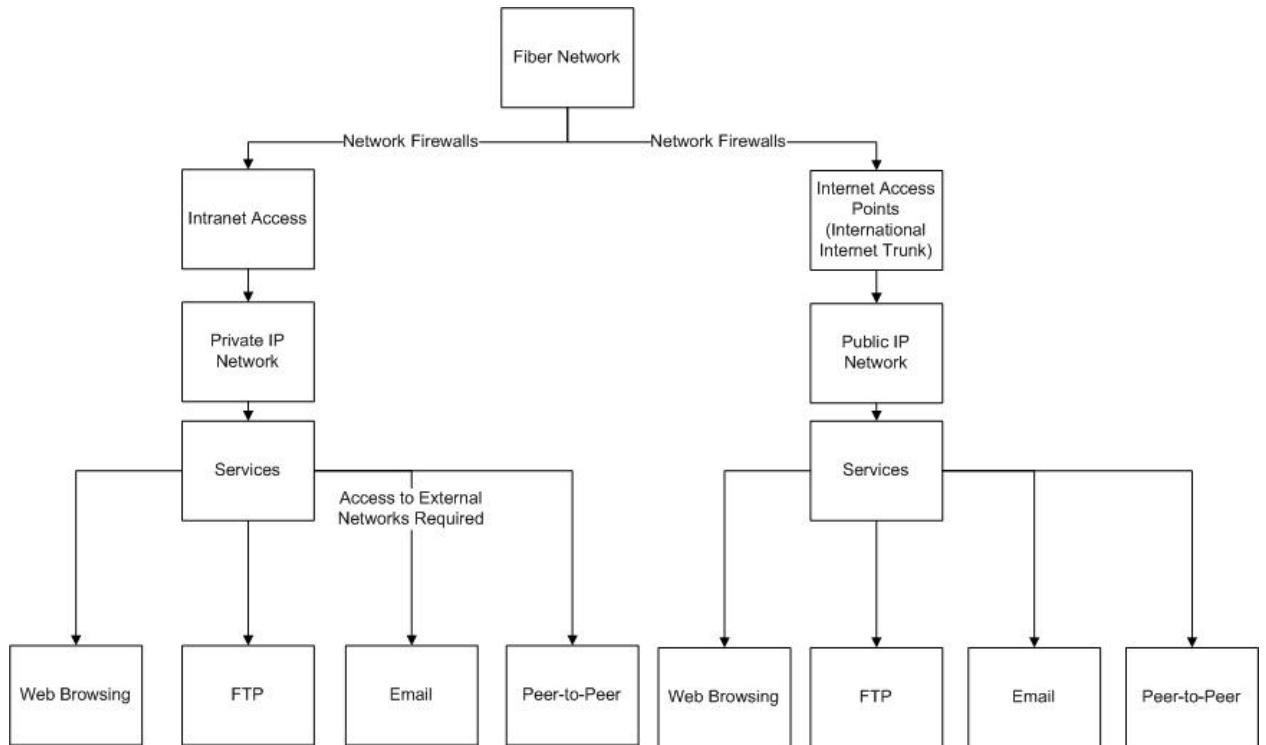 Fiber Network
Network Firewalls
Network Firewalls
Intranet Access
Internet Access
Points
(International
Internet Trunk)
Private IP
Network
Public IP
Network
Services
Services
Access to External
Networks Required
Web Browsing
FTP
Email
Peer-to-Peer
Web Browsing
FTP
Email
Peer-to-Peer